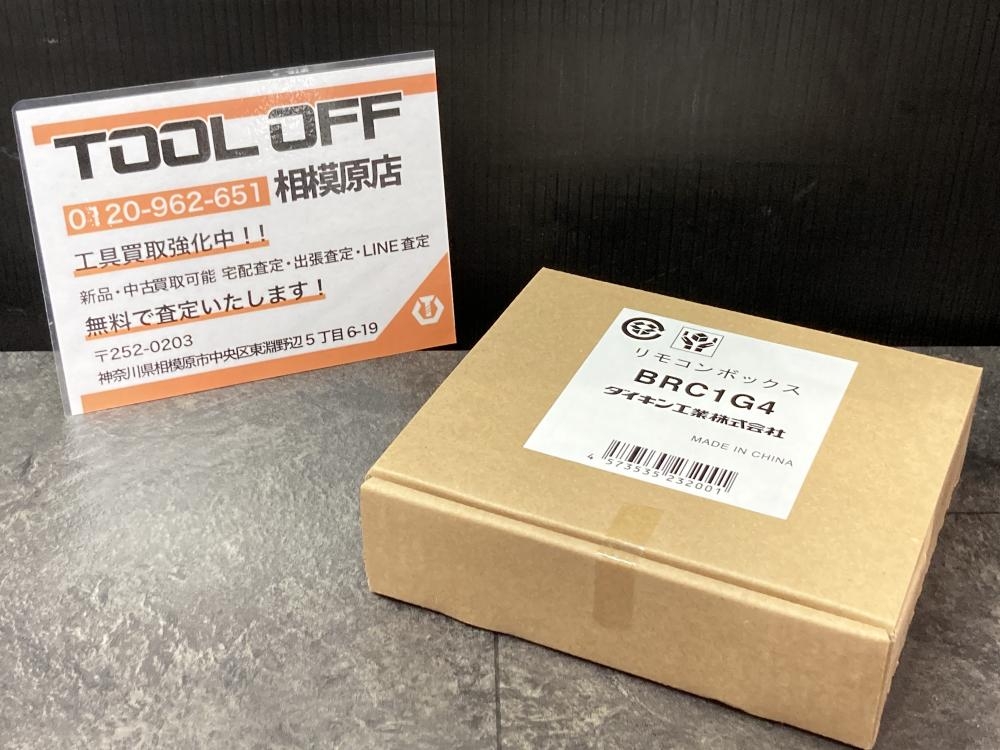 TOOL OFF
0120-962-651 相模原店
工具買取強化中!!
新品・中古買取可能 宅配査定・出張査定・LINE査定
無料で査定いたします!
〒252-0203
神奈川県相模原市中央区東淵野辺5丁目6-19
リモコンボックス
BRC1G4
ダイキン工業株式会社
MADE IN CHINA
4 573535 232001